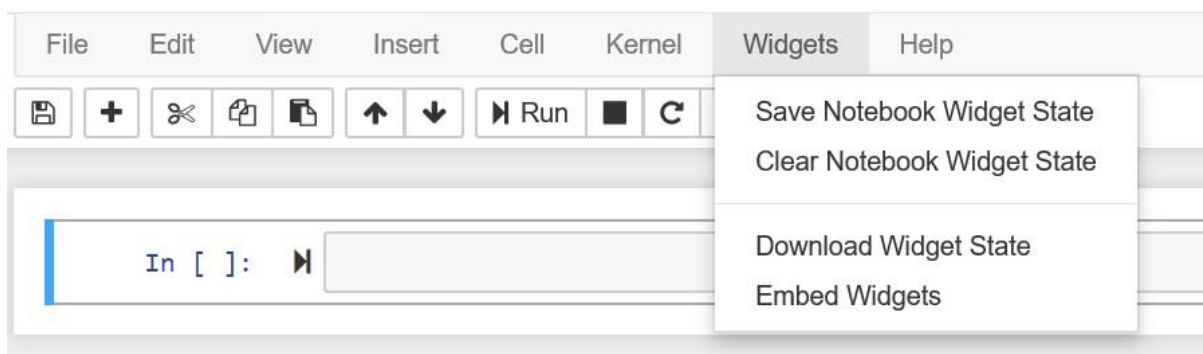 File Edit View Insert Cell Kernel Widgets Help
Run
Save Notebook Widget State
Clear Notebook Widget State
Download Widget State
Embed Widgets
In [ ]: